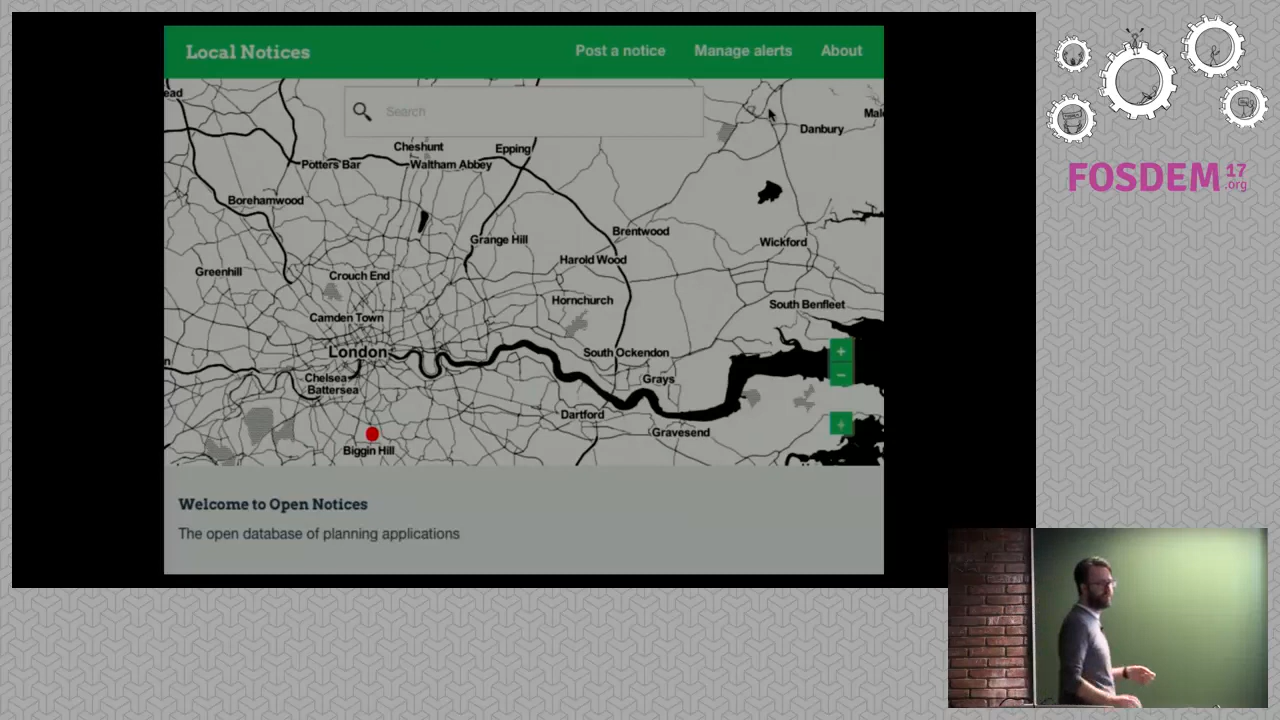 Local Notices
Post a notice
Manage alerts
About
Search
ead
Danbury
Mal
Cheshunt
Epping
Potters Bar
Waltham Abbey
Borehamwood
Brentwood
Grange Hill
Wickford
Harold Wood
Greenhill
Crouch End
Hornchurch
South Benfleet
Camden Town
London
South Ockendon
n
Chelsea
Grays
Battersea
Dartford
Gravesend
Biggin Hill
+
−
+
Welcome to Open Notices
The open database of planning applications
FOSDEM 17
.org